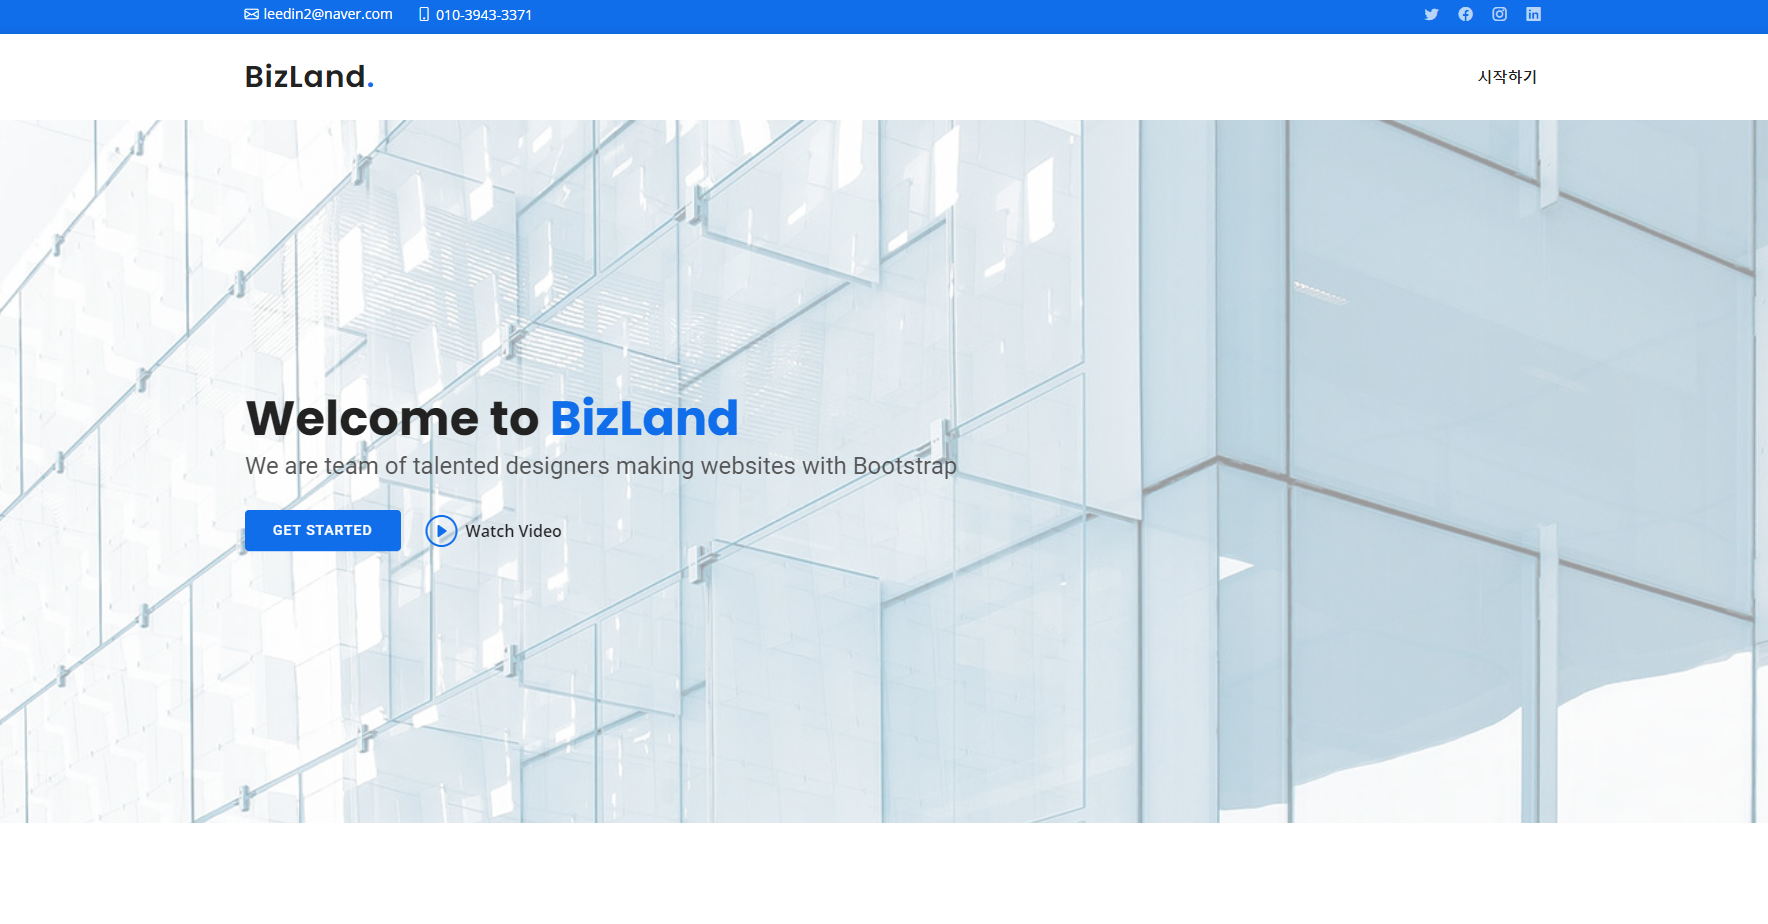 leedin2@naver.com 010-3943-3371
BizLand. 시작하기
Welcome to BizLand
We are team of talented designers making websites with Bootstrap
GET STARTED Watch Video